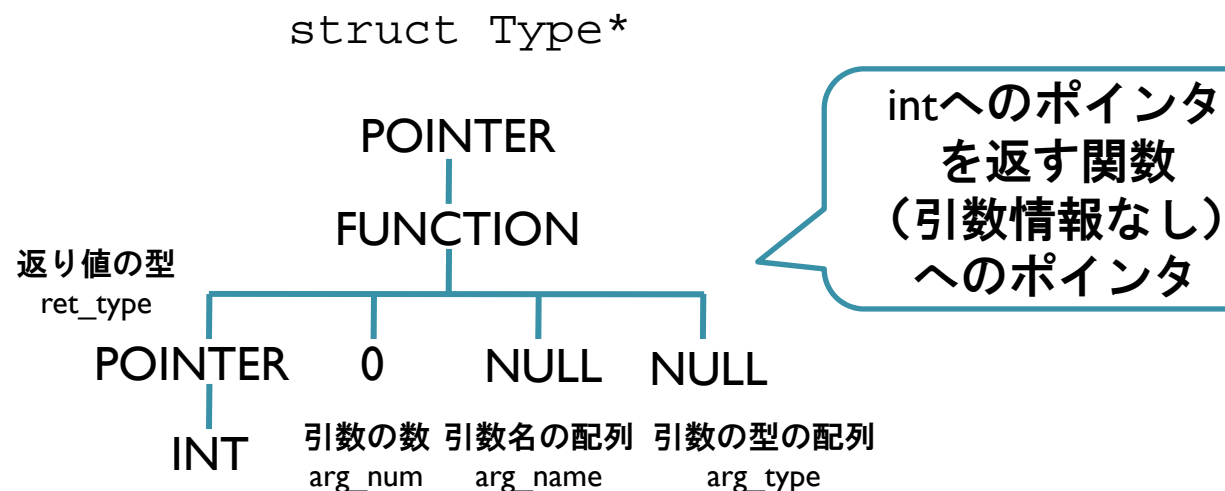 struct Type*
POINTER
FUNCTION
intへのポインタ
を返す関数
（引数情報なし）
へのポインタ
返り値の型
ret_type
POINTER 0 NULL NULL
INT
引数の数 引数名の配列 引数の型の配列
arg_num arg_name arg_type